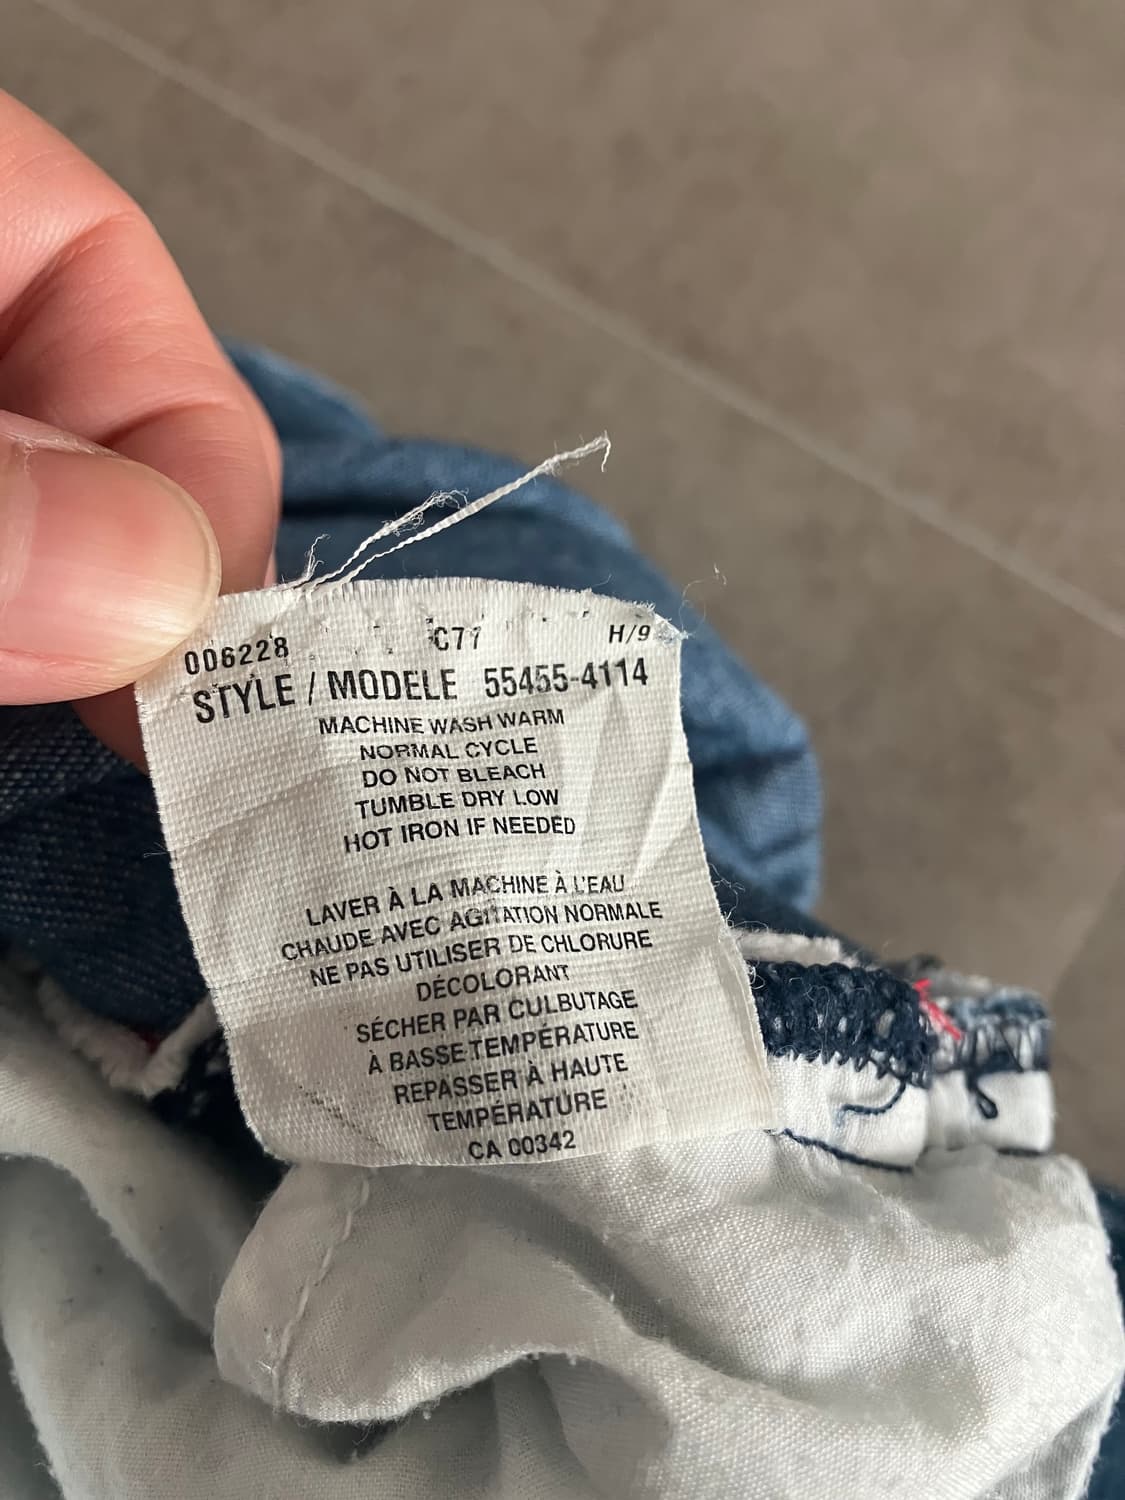 006228 C77 H/9
STYLE / MODELE 55455-4114
MACHINE WASH WARM
NORMAL CYCLE
DO NOT BLEACH
TUMBLE DRY LOW
HOT IRON IF NEEDED
LAVER À LA MACHINE À L'EAU
CHAUDE AVEC AGITATION NORMALE
NE PAS UTILISER DE CHLORURE
DÉCOLORANT
SÉCHER PAR CULBUTAGE
À BASSE TEMPÉRATURE
REPASSER À HAUTE
TEMPÉRATURE
CA 00342